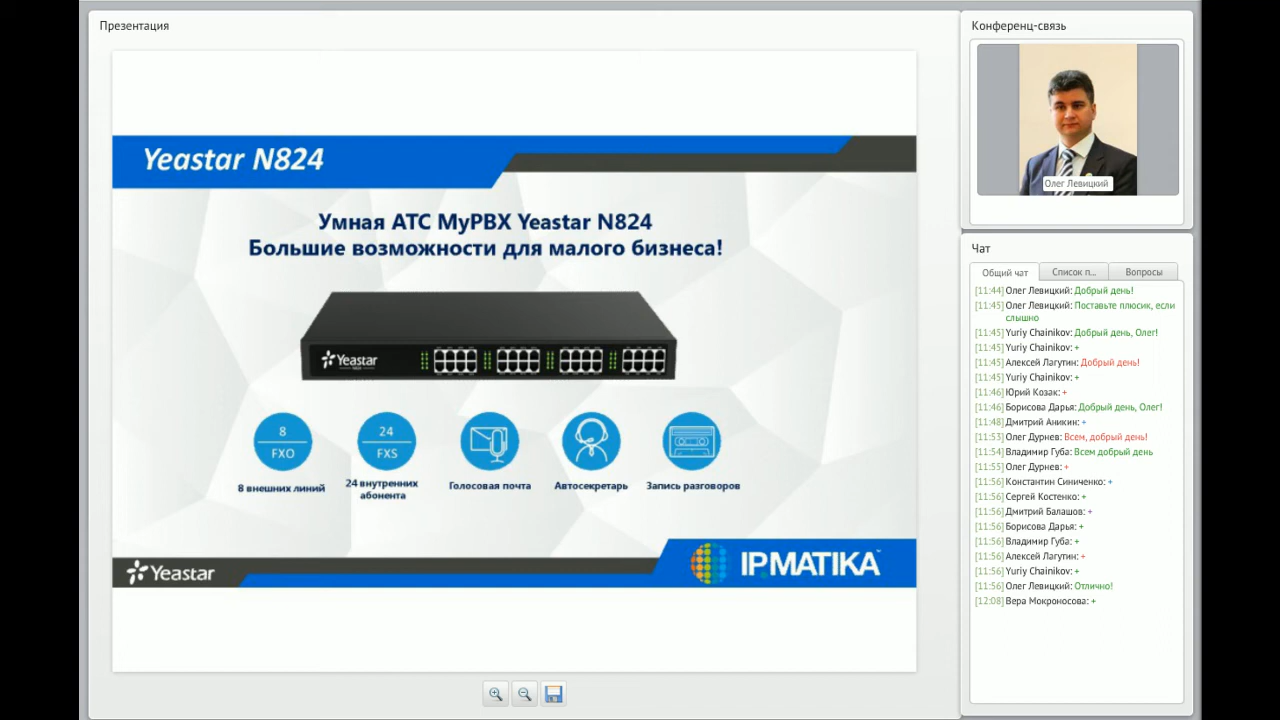 Презентация
Yeastar N824
Умная АТС MyPBX Yeastar N824
Большие возможности для малого бизнеса!
Yeastar
8
FXO
24
FXS
8 внешних линий
24 внутренних
абонента
Голосовая почта
Автосекретарь
Запись разговоров
Yeastar
IPMATIKA
Конференц-связь
Олег Левицкий
Чат
Общий чат
Список п...
Вопросы
[11:44] Олег Левицкий: Добрый день!
[11:45] Олег Левицкий: Поставьте плюсик, если
слышно
[11:45] Yuriy Chainikov: Добрый день, Олег!
[11:45] Yuriy Chainikov: +
[11:45] Алексей Лагутин: Добрый день!
[11:45] Yuriy Chainikov: +
[11:46] Юрий Козак: +
[11:46] Борисова Дарья: Добрый день, Олег!
[11:48] Дмитрий Аникин: +
[11:53] Олег Дурнев: Всем, добрый день!
[11:54] Владимир Губа: Всем добрый день
[11:55] Олег Дурнев: +
[11:56] Константин Синиченко: +
[11:56] Сергей Костенко: +
[11:56] Дмитрий Балашов: +
[11:56] Борисова Дарья: +
[11:56] Владимир Губа: +
[11:56] Алексей Лагутин: +
[11:56] Yuriy Chainikov: +
[11:56] Олег Левицкий: Отлично!
[12:08] Вера Мокроносова: +